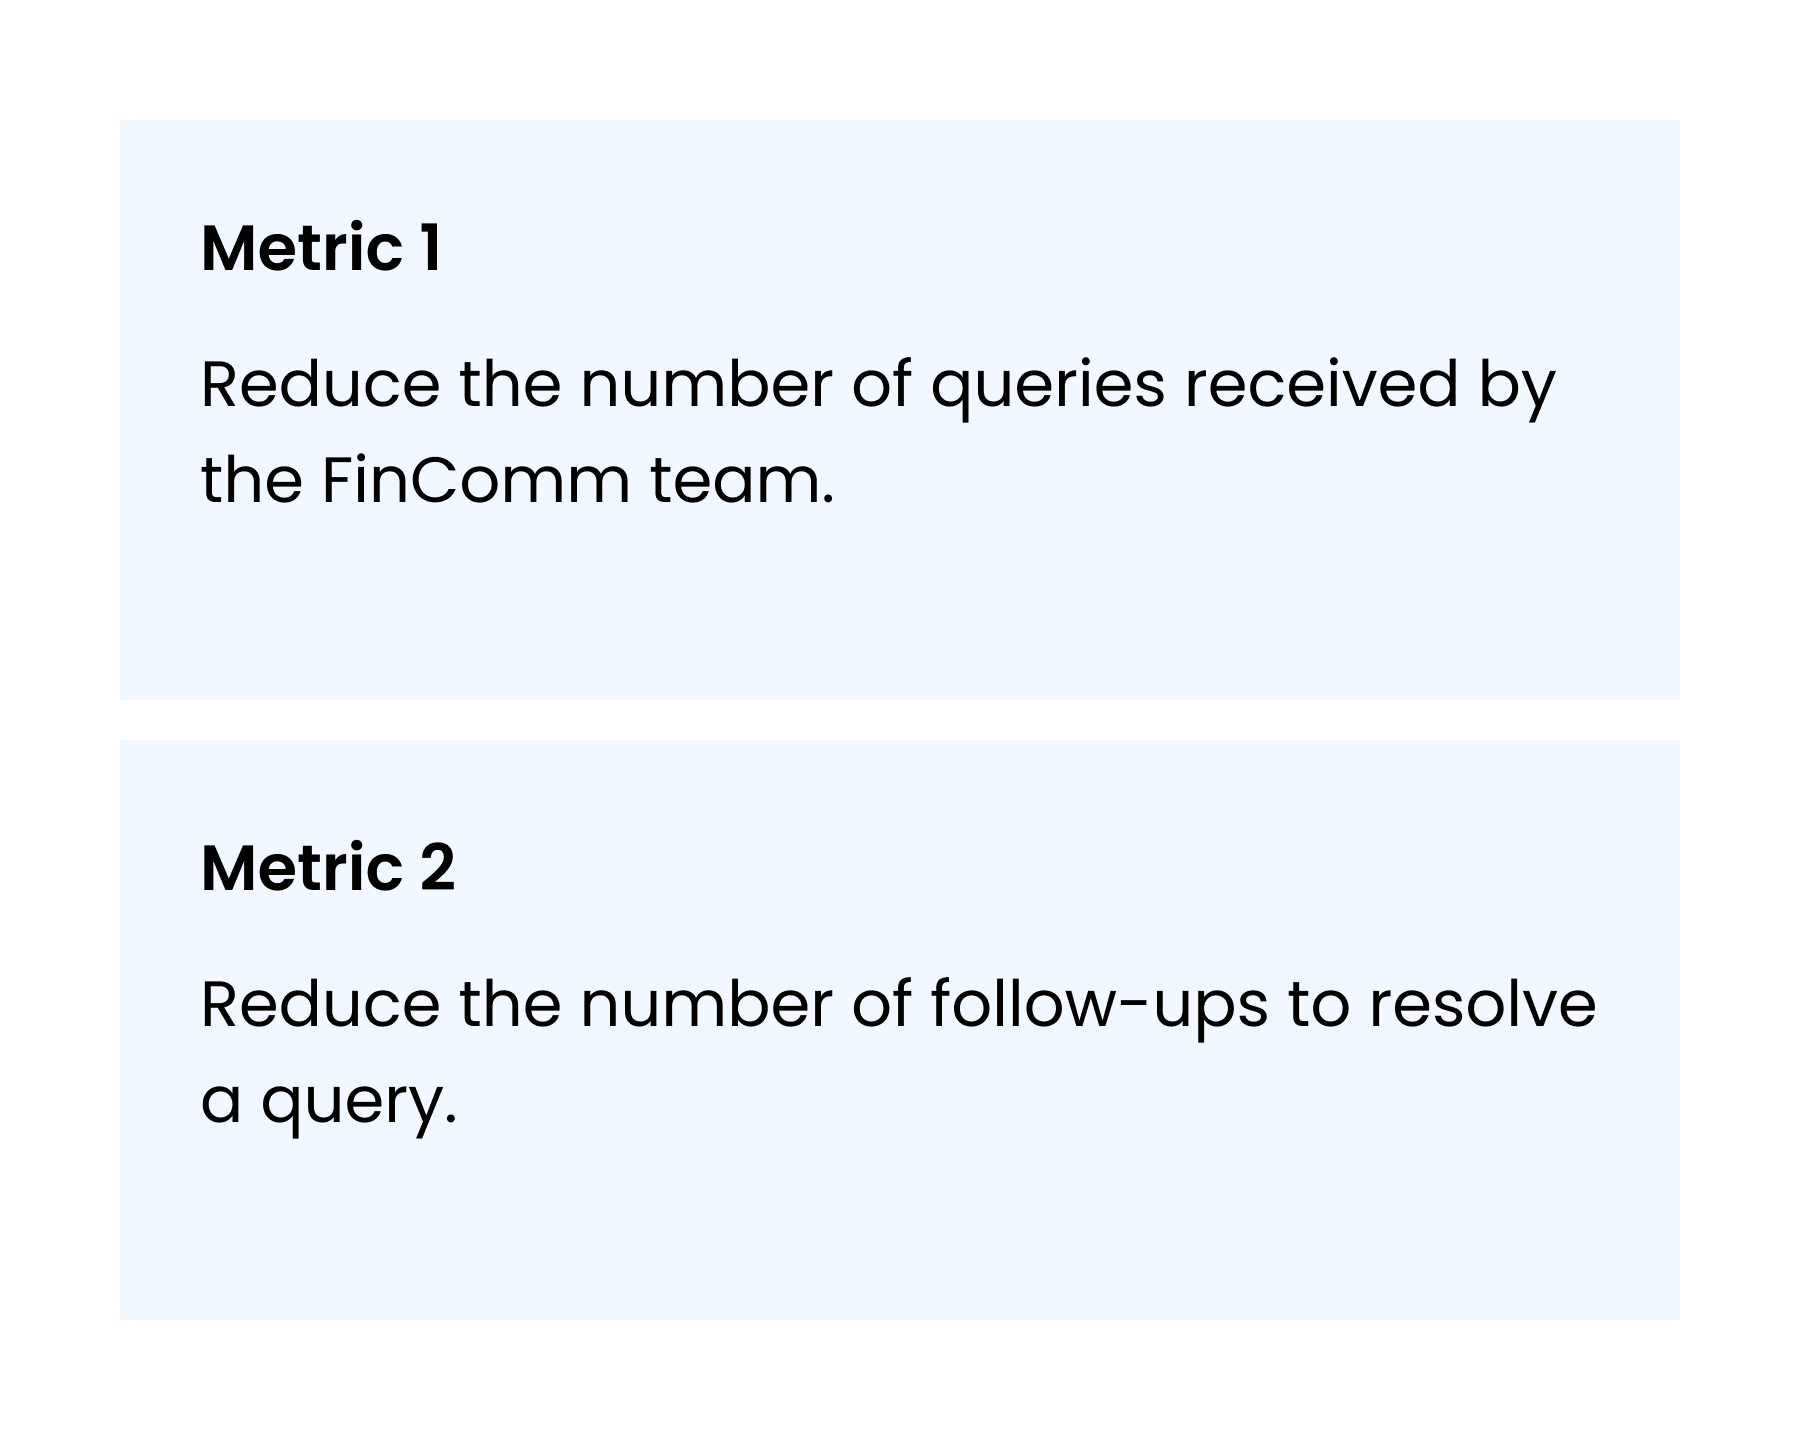 Metric 1
Reduce the number of queries received by
the FinComm team.
Metric 2
Reduce the number of follow-ups to resolve
a query.